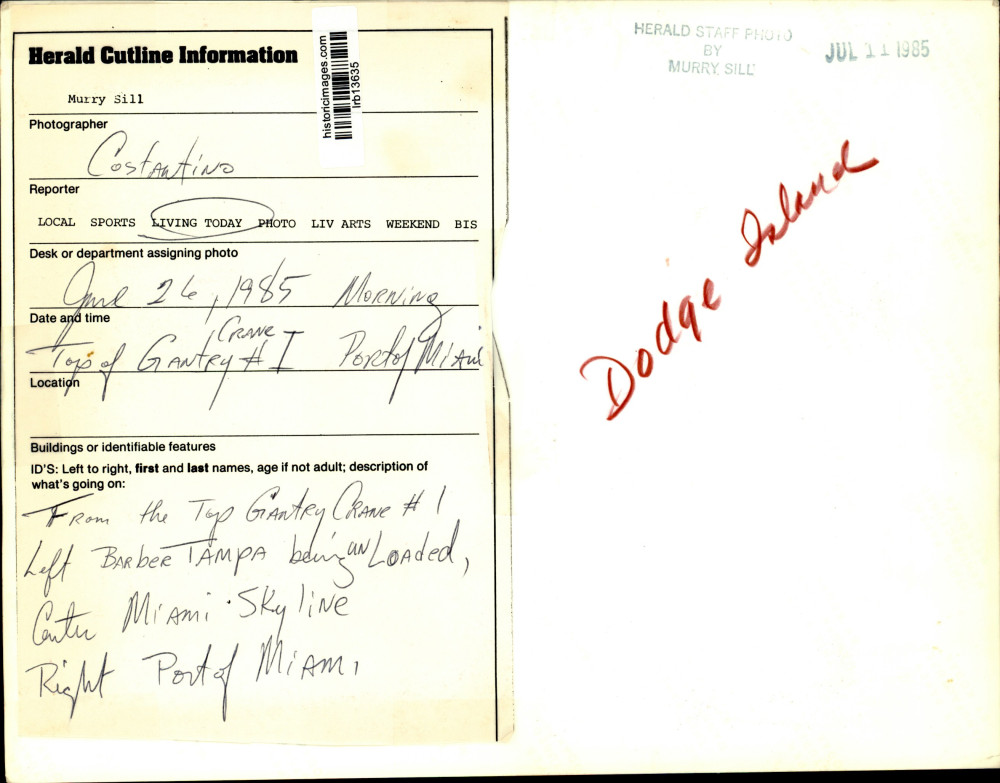 Herald Cutline Information
Murry Sill
Photographer
Costantino
Reporter
LOCAL SPORTS LIVING TODAY PHOTO LIV ARTS WEEKEND BIS
Desk or department assigning photo
June 26, 1985 Morning
Date and time
Top of Gantry Crane # I Port of Miami
Location
Buildings or identifiable features
ID'S: Left to right, first and last names, age if not adult; description of
what's going on:
From the Top Gantry Crane # 1
Left Barber Tampa being unLoaded,
Center Miami Skyline
Right Port of Miami
historicimages.com
lrb13635
HERALD STAFF PHOTO
BY
MURRY SILL
JUL 11 1985
Dodge Island